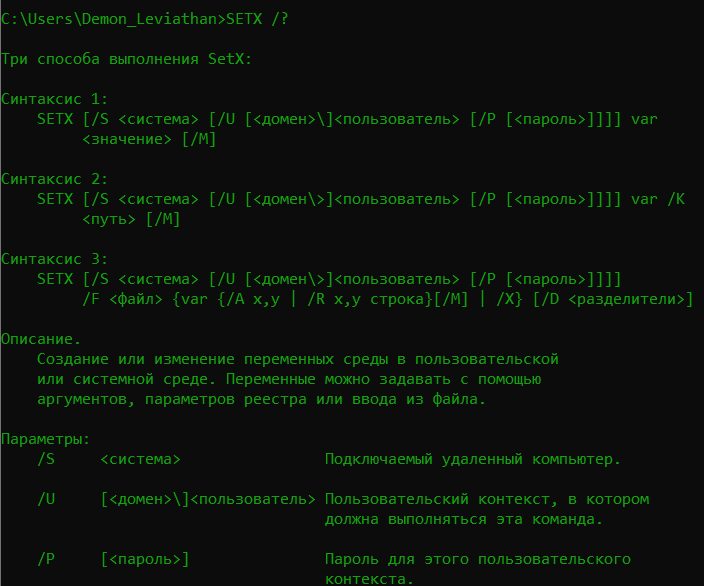 C:\Users\Demon_Leviathan>SETX /?
Три способа выполнения SetX:
Синтаксис 1:
SETX [/S <система> [/U [<домен>\]<пользователь> [/P [<пароль>]]]] var
<значение> [/M]
Синтаксис 2:
SETX [/S <система> [/U [<домен\>]<пользователь> [/P [<пароль>]]]] var /K
<путь> [/M]
Синтаксис 3:
SETX [/S <система> [/U [<домен\>]<пользователь> [/P [<пароль>]]]]
/F <файл> {var {/A x,y | /R x,y строка}[/M] | /X} [/D <разделители>]
Описание.
Создание или изменение переменных среды в пользовательской
или системной среде. Переменные можно задавать с помощью
аргументов, параметров реестра или ввода из файла.
Параметры:
/S <система> Подключаемый удаленный компьютер.
/U [<домен>\]<пользователь> Пользовательский контекст, в котором
должна выполняться эта команда.
/P [<пароль>] Пароль для этого пользовательского
контекста.